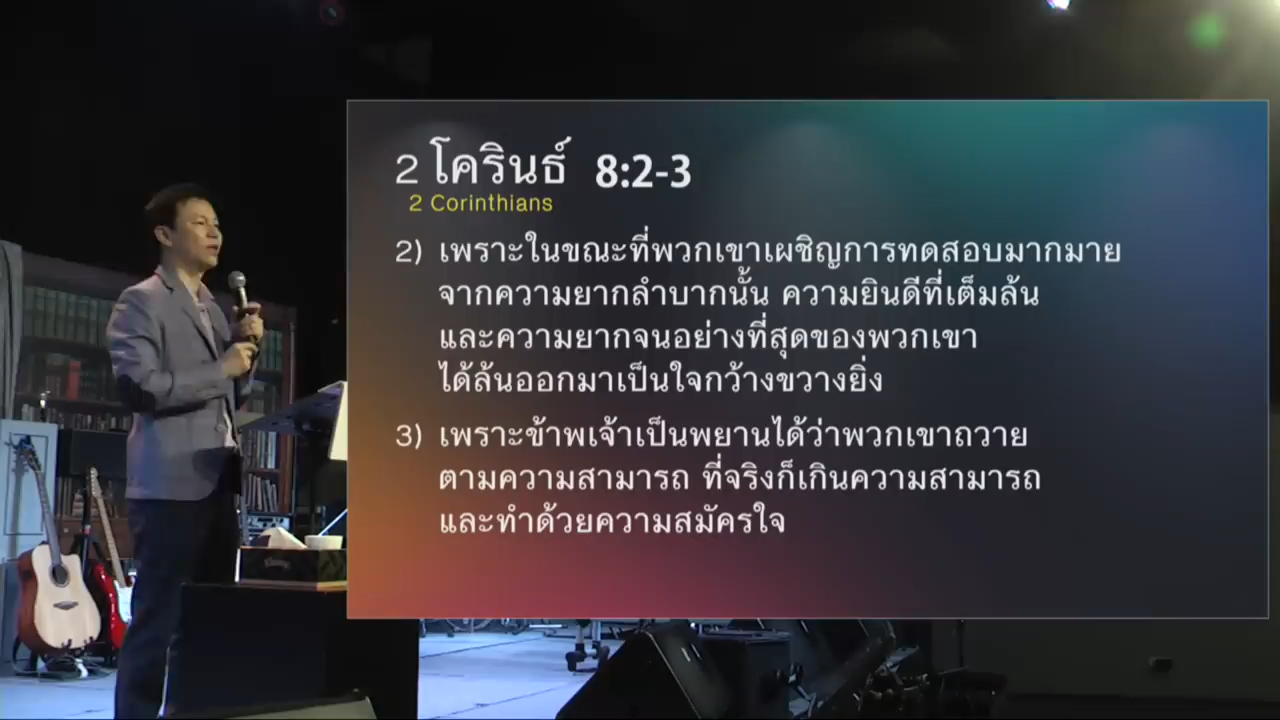 2 โครินธ์ 8:2-3
2 Corinthians
2) เพราะในขณะที่พวกเขาเผชิญการทดสอบมากมาย
จากความยากลำบากนั้น ความยินดีที่เต็มล้น
และความยากจนอย่างที่สุดของพวกเขา
ได้ล้นออกมาเป็นใจกว้างขวางยิ่ง
3) เพราะข้าพเจ้าเป็นพยานได้ว่าพวกเขาถวาย
ตามความสามารถ ที่จริงก็เกินความสามารถ
และทำด้วยความสมัครใจ
Kleenex